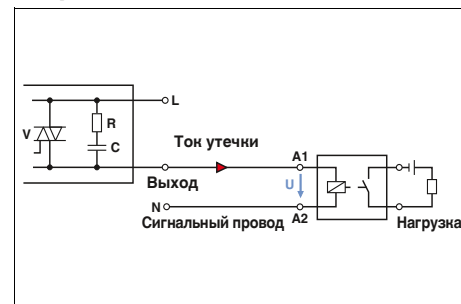 L
R
V
C
Ток утечки
A1
Выход
U
N
A2
Сигнальный провод
Нагрузка